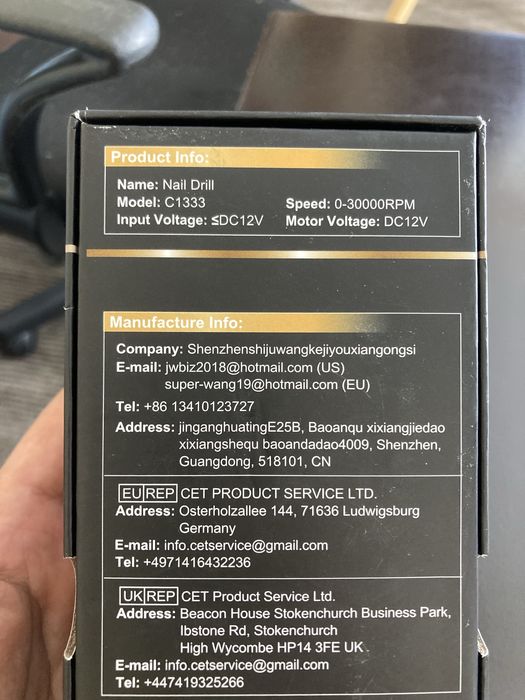 Product Info:
Name: Nail Drill
Model: C1333 Speed: 0-30000RPM
Input Voltage: ≤DC12V Motor Voltage: DC12V
Manufacture Info:
Company: Shenzhenshijuwangkejiyouxiangongsi
E-mail: jwbiz2018@hotmail.com (US)
super-wang19@hotmail.com (EU)
Tel: +86 13410123727
Address: jinganghuatingE25B, Baoanqu xixiangjiedao
xixiangshequ baoandadao4009, Shenzhen,
Guangdong, 518101, CN
EU REP CET PRODUCT SERVICE LTD.
Address: Osterholzallee 144, 71636 Ludwigsburg
Germany
E-mail: info.cetservice@gmail.com
Tel: +4971416432236
UK REP CET Product Service Ltd.
Address: Beacon House Stokenchurch Business Park,
Ibstone Rd, Stokenchurch
High Wycombe HP14 3FE UK
E-mail: info.cetservice@gmail.com
Tel: +447419325266